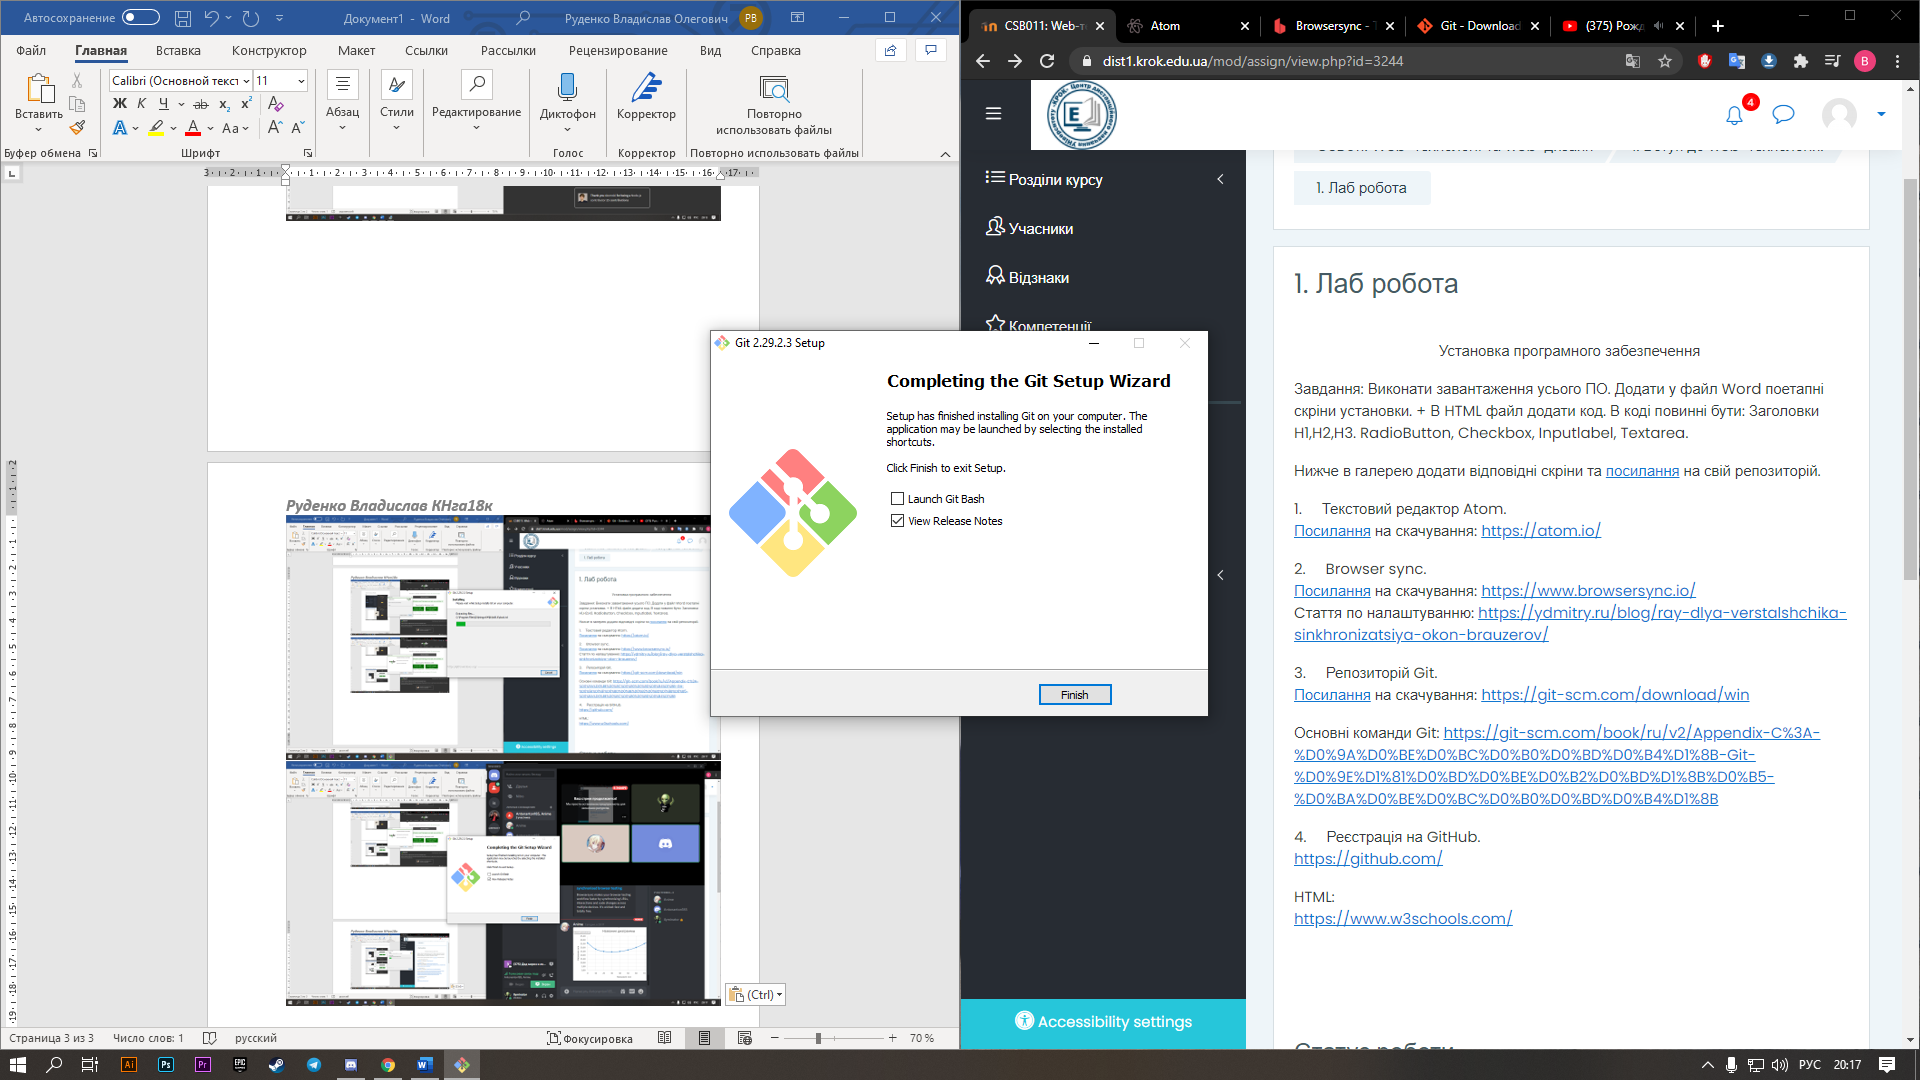 Автосохранение
Документ1 - Word
Руденко Владислав Олегович
РВ
Файл
Главная
Вставка
Конструктор
Макет
Ссылки
Рассылки
Рецензирование
Вид
Справка
Вставить
Calibri (Основной текст
11
Ж К Ч ab x₂ x²
Аа
Абзац
Стили
Редактирование
Диктофон
Корректор
Повторно
использовать файлы
Буфер обмена
Шрифт
Голос
Корректор
Повторно использовать файлы
Руденко Владислав КНга18к
(Ctrl)
Страница 3 из 3
Число слов: 1
русский
Фокусировка
70 %
CSB011: Web-т
Atom
Browsersync -
Git - Download
(375) Рожд
dist1.krok.edu.ua/mod/assign/view.php?id=3244
В
4
Розділи курсу
Учасники
Відзнаки
Компетенції
Accessibility settings
1. Лаб робота
1. Лаб робота
Установка програмного забезпечення
Завдання: Виконати завантаження усього ПО. Додати у файл Word поетапні
скріни установки. + В HTML файл додати код. В коді повинні бути: Заголовки
H1,H2,H3. RadioButton, Checkbox, Inputlabel, Textarea.
Нижче в галерею додати відповідні скріни та посилання на свій репозиторій.
1. Текстовий редактор Atom.
Посилання на скачування: https://atom.io/
2. Browser sync.
Посилання на скачування: https://www.browsersync.io/
Стаття по налаштуванню: https://ydmitry.ru/blog/ray-dlya-verstalshchika-
sinkhronizatsiya-okon-brauzerov/
3. Репозиторій Git.
Посилання на скачування: https://git-scm.com/download/win
Основні команди Git: https://git-scm.com/book/ru/v2/Appendix-C%3A-
%D0%9A%D0%BE%D0%BC%D0%B0%D0%BD%D0%B4%D1%8B-Git-
%D0%9E%D1%81%D0%BD%D0%BE%D0%B2%D0%BD%D1%8B%D0%B5-
%D0%BA%D0%BE%D0%BC%D0%B0%D0%BD%D0%B4%D1%8B
4. Реєстрація на GitHub.
https://github.com/
HTML:
https://www.w3schools.com/
Git 2.29.2.3 Setup
Completing the Git Setup Wizard
Setup has finished installing Git on your computer. The
application may be launched by selecting the installed
shortcuts.
Click Finish to exit Setup.
Launch Git Bash
View Release Notes
Finish
Ai
Ps
Pr
РУС
20:17